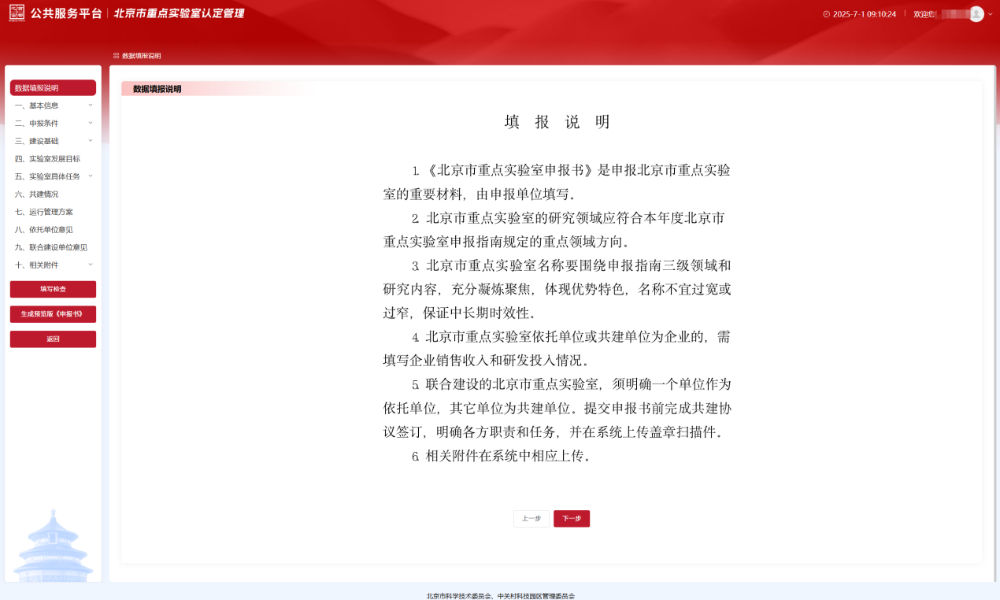 公共服务平台 北京市重点实验室认定管理
2025-7-1 09:10:24 欢迎您
数据填报说明
数据填报说明
一、基本信息
二、申报条件
三、建设基础
四、实验室发展目标
五、实验室具体任务
六、共建情况
七、运行管理方案
八、依托单位意见
九、联合建设单位意见
十、相关附件
填写检查
生成预览版《申报书》
返回
数据填报说明
填 报 说 明
1. 《北京市重点实验室申报书》是申报北京市重点实验
室的重要材料，由申报单位填写。
2. 北京市重点实验室的研究领域应符合本年度北京市
重点实验室申报指南规定的重点领域方向。
3. 北京市重点实验室名称要围绕申报指南三级领域和
研究内容，充分凝炼聚焦，体现优势特色，名称不宜过宽或
过窄，保证中长期时效性。
4. 北京市重点实验室依托单位或共建单位为企业的，需
填写企业销售收入和研发投入情况。
5. 联合建设的北京市重点实验室，须明确一个单位作为
依托单位，其它单位为共建单位。提交申报书前完成共建协
议签订，明确各方职责和任务，并在系统上传盖章扫描件。
6. 相关附件在系统中相应上传。
上一步 下一步
北京市科学技术委员会、中关村科技园区管理委员会